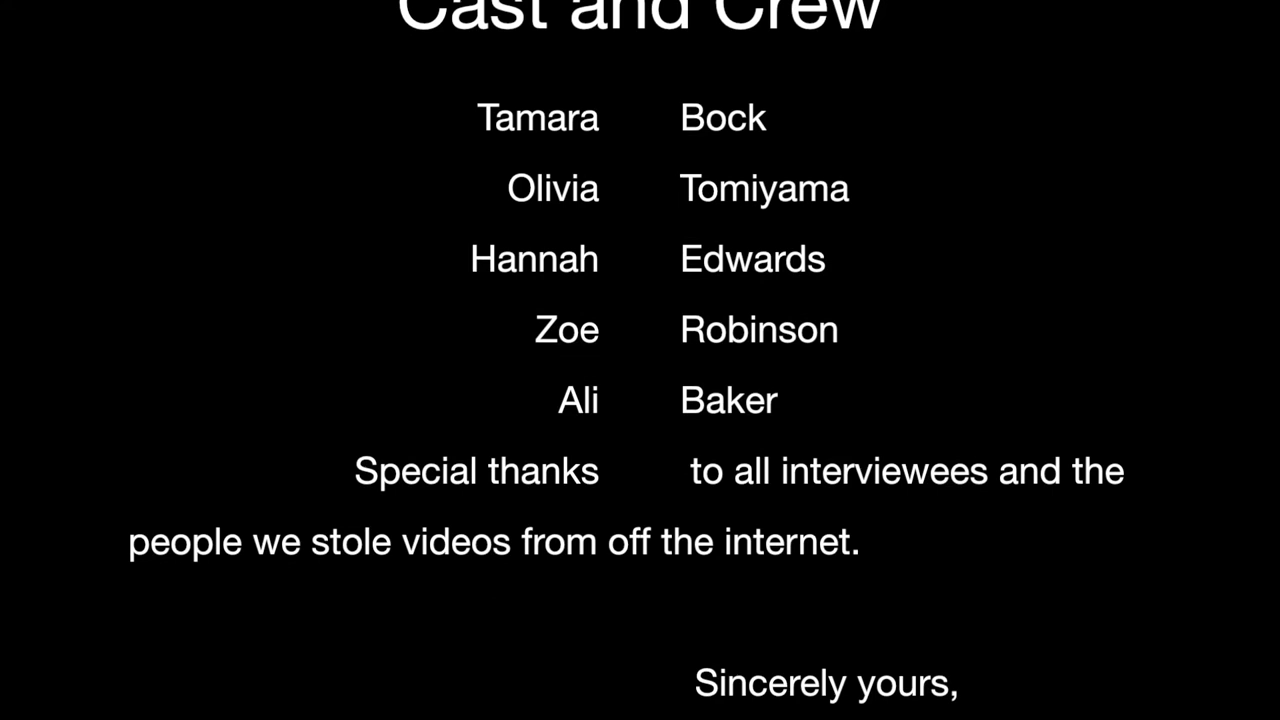 Cast and Crew
Tamara Bock
Olivia Tomiyama
Hannah Edwards
Zoe Robinson
Ali Baker
Special thanks to all interviewees and the
people we stole videos from off the internet.
Sincerely yours,